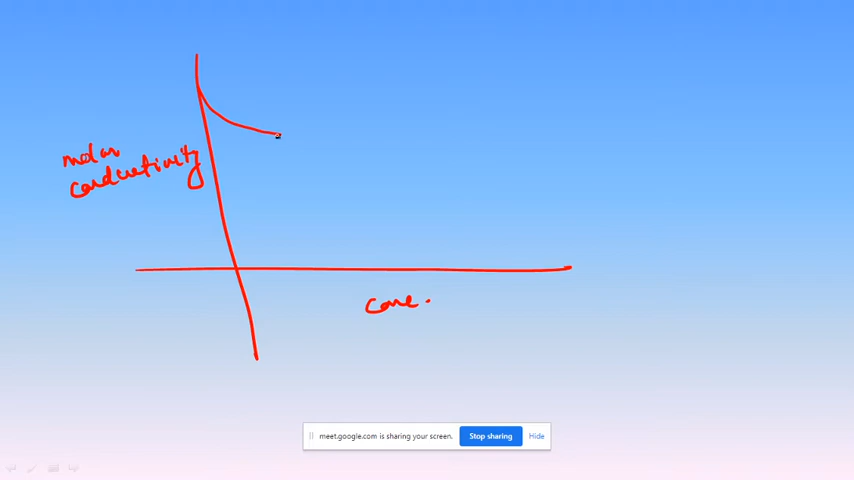 molar
conductivity
conc.
meet.google.com is sharing your screen. Stop sharing Hide